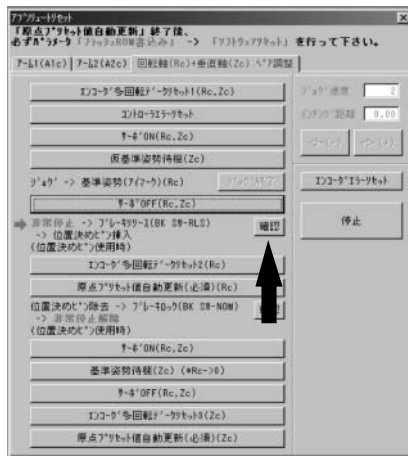 アブソリュートリセット
「原点プリセット値自動更新」終了後、
必ずパラメータ「フラッシュROM書込み」 -> 「ソフトウェアリセット」 を行って下さい。
アーム1(A1c) アーム2(A2c) 回転軸(Rc)+垂直軸(Zc) ペア調整
エンコーダ多回転データリセット1(Rc,Zc)
ジョグ速度 2
コントローラエラーリセット
インチング距離 0.00
サーボON(Rc,Zc)
仮基準姿勢待機(Zc)
ジョグ -> 基準姿勢(アイマーク)(Rc) ジョグ終了
サーボOFF(Rc,Zc)
エンコーダエラーリセット
非常停止 -> ブレーキリリース(BK SW-RLS)
-> 位置決めピン挿入
(位置決めピン使用時)
確認
停止
エンコーダ多回転データリセット2(Rc,Zc)
原点プリセット値自動更新(必須)(Rc)
位置決めピン除去 -> ブレーキロック(BK SW-NOM)
-> 非常停止解除
(位置決めピン使用時)
サーボON(Rc,Zc)
基準姿勢待機(Zc) (*Rc->0)
サーボOFF(Rc,Zc)
エンコーダ多回転データリセット3(Zc)
原点プリセット値自動更新(必須)(Zc)